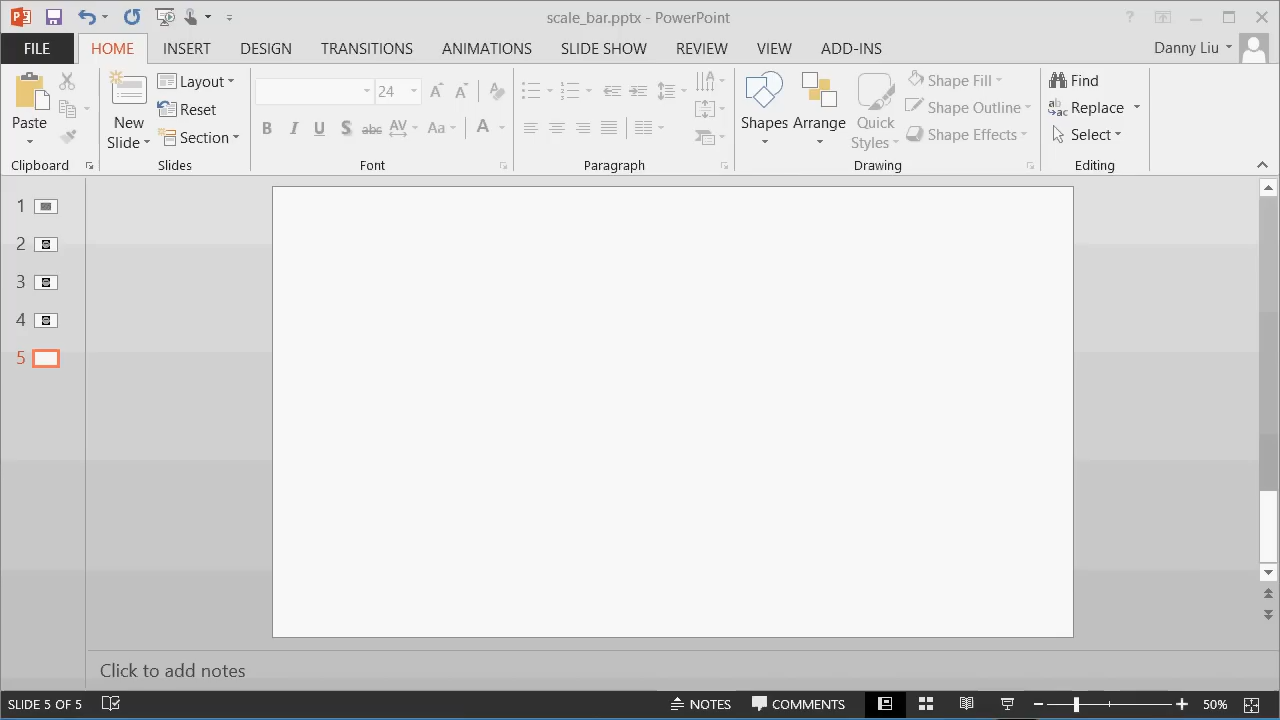 scale_bar.pptx - PowerPoint
FILE HOME INSERT DESIGN TRANSITIONS ANIMATIONS SLIDE SHOW REVIEW VIEW ADD-INS Danny Liu
Paste
Clipboard
New Slide
Layout
Reset
Section
Slides
24
B I U S abc AV Aa A
Font
Paragraph
Shapes
Arrange
Quick Styles
Shape Fill
Shape Outline
Shape Effects
Drawing
Find
Replace
Select
Editing
1
2
3
4
5
Click to add notes
SLIDE 5 OF 5 NOTES COMMENTS 50%